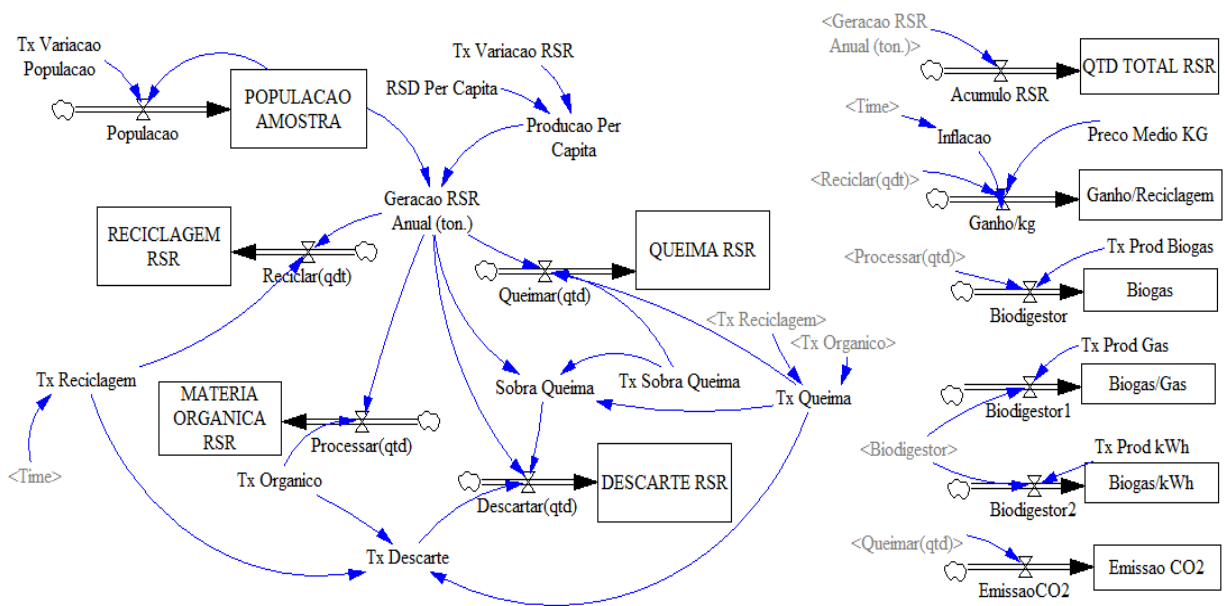 Tx Variacao
Populacao
POPULACAO
AMOSTRA
Populacao
Tx Variacao RSR
RSD Per Capita
Producao Per
Capita
Geracao RSR
Anual (ton.)
RECICLAGEM
RSR
Reciclar(qdt)
QUEIMA RSR
Queimar(qtd)
<Tx Reciclagem>
<Tx Organico>
Tx Reciclagem
MATERIA
ORGANICA
RSR
Processar(qtd)
Sobra Queima
Tx Sobra Queima
Tx Queima
<Time>
Tx Organico
DESCARTE RSR
Descartar(qtd)
Tx Descarte
<Geracao RSR
Anual (ton.)>
QTD TOTAL RSR
Acumulo RSR
<Time>
Inflacao
Preco Medio KG
<Reciclar(qdt)>
Ganho/Reciclagem
Ganho/kg
<Processar(qtd)>
Tx Prod Biogas
Biogas
Biodigestor
Tx Prod Gas
Biogas/Gas
Biodigestor1
<Biodigestor>
Tx Prod kWh
Biogas/kWh
Biodigestor2
<Queimar(qtd)>
Emissao CO2
EmissaoCO2